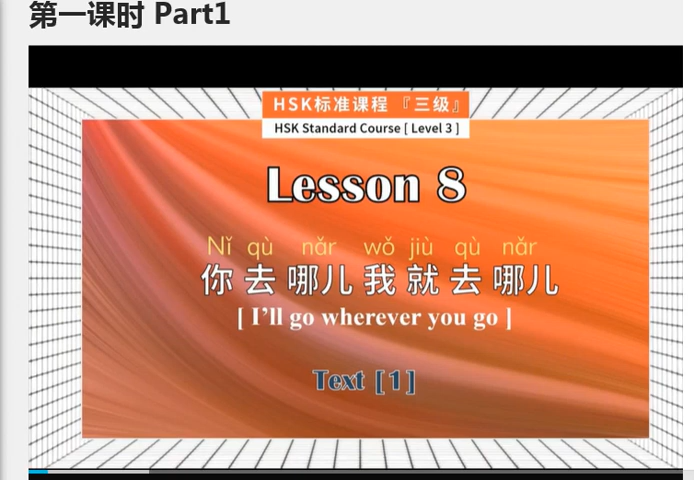 第一课时 Part1
HSK标准课程 『三级』
HSK Standard Course [ Level 3 ]
Lesson 8
Nǐ qù nǎr wǒ jiù qù nǎr
你去哪儿我就去哪儿
[ I'll go wherever you go ]
Text [1]